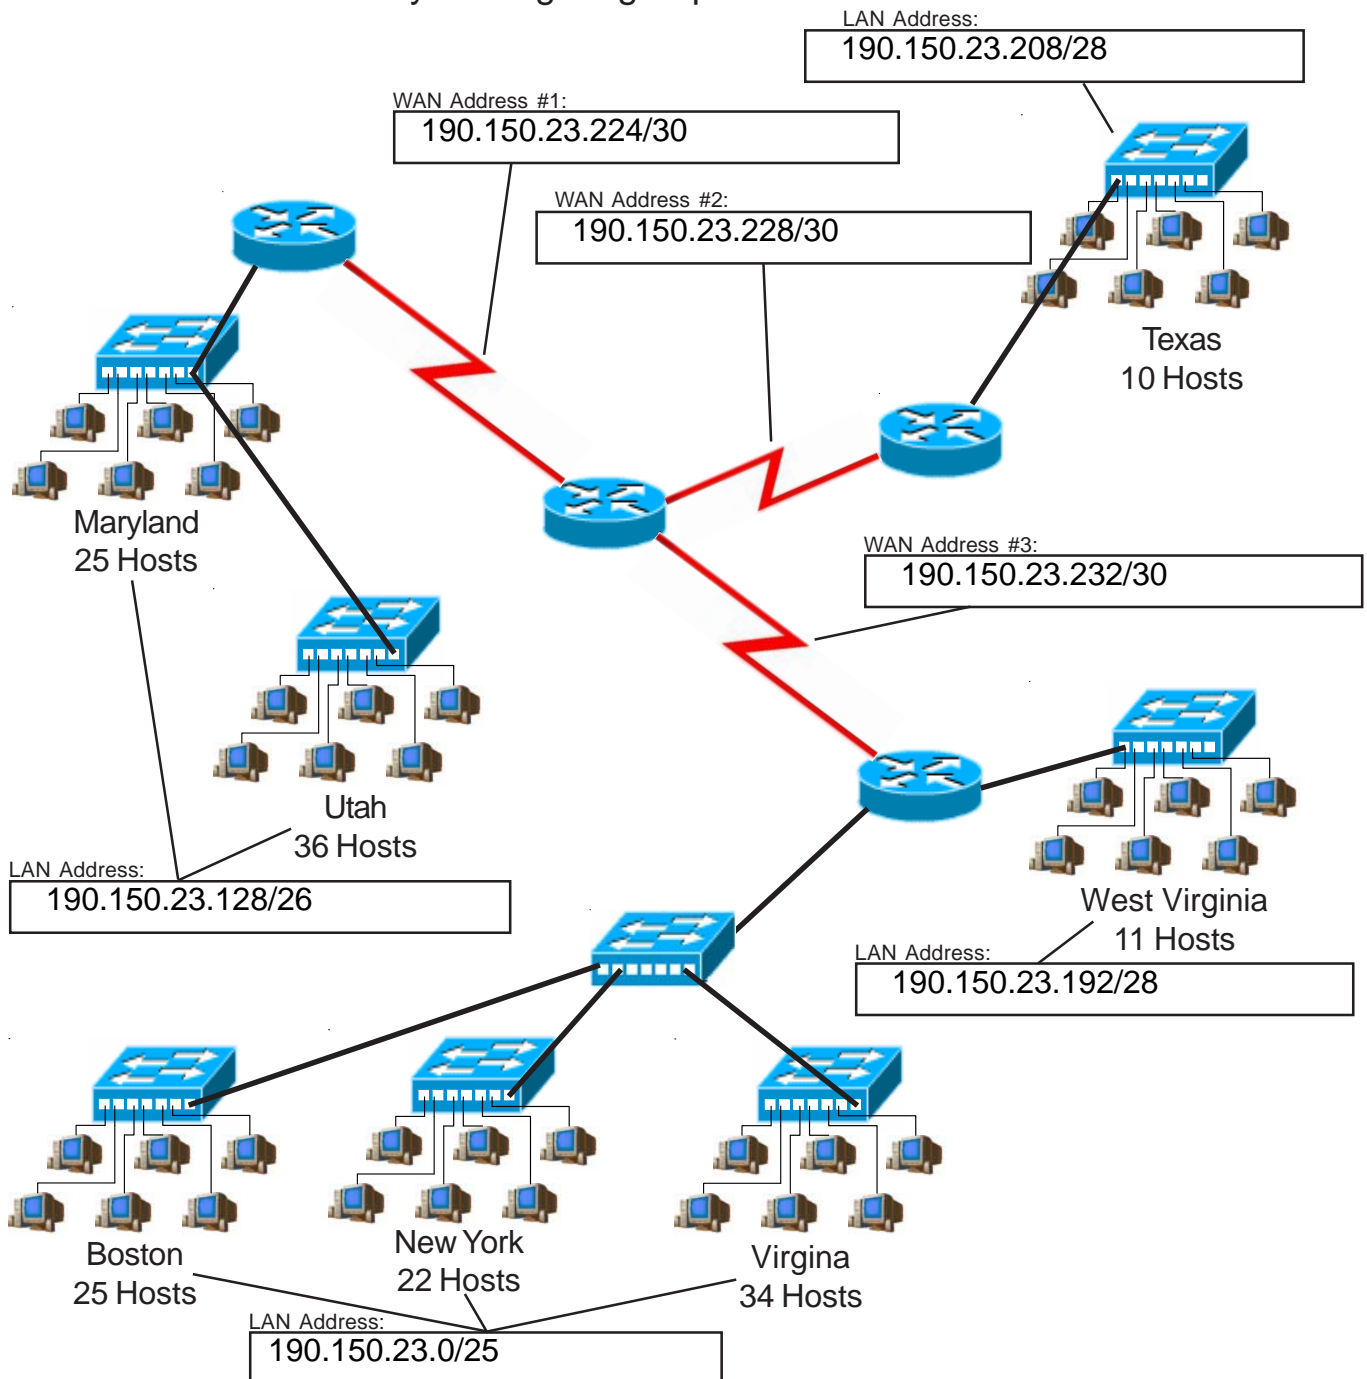 LAN Address:
190.150.23.208/28
WAN Address #1:
190.150.23.224/30
WAN Address #2:
190.150.23.228/30
Texas
10 Hosts
Maryland
25 Hosts
WAN Address #3:
190.150.23.232/30
Utah
36 Hosts
LAN Address:
190.150.23.128/26
West Virginia
11 Hosts
LAN Address:
190.150.23.192/28
Boston
25 Hosts
New York
22 Hosts
Virgina
34 Hosts
LAN Address:
190.150.23.0/25